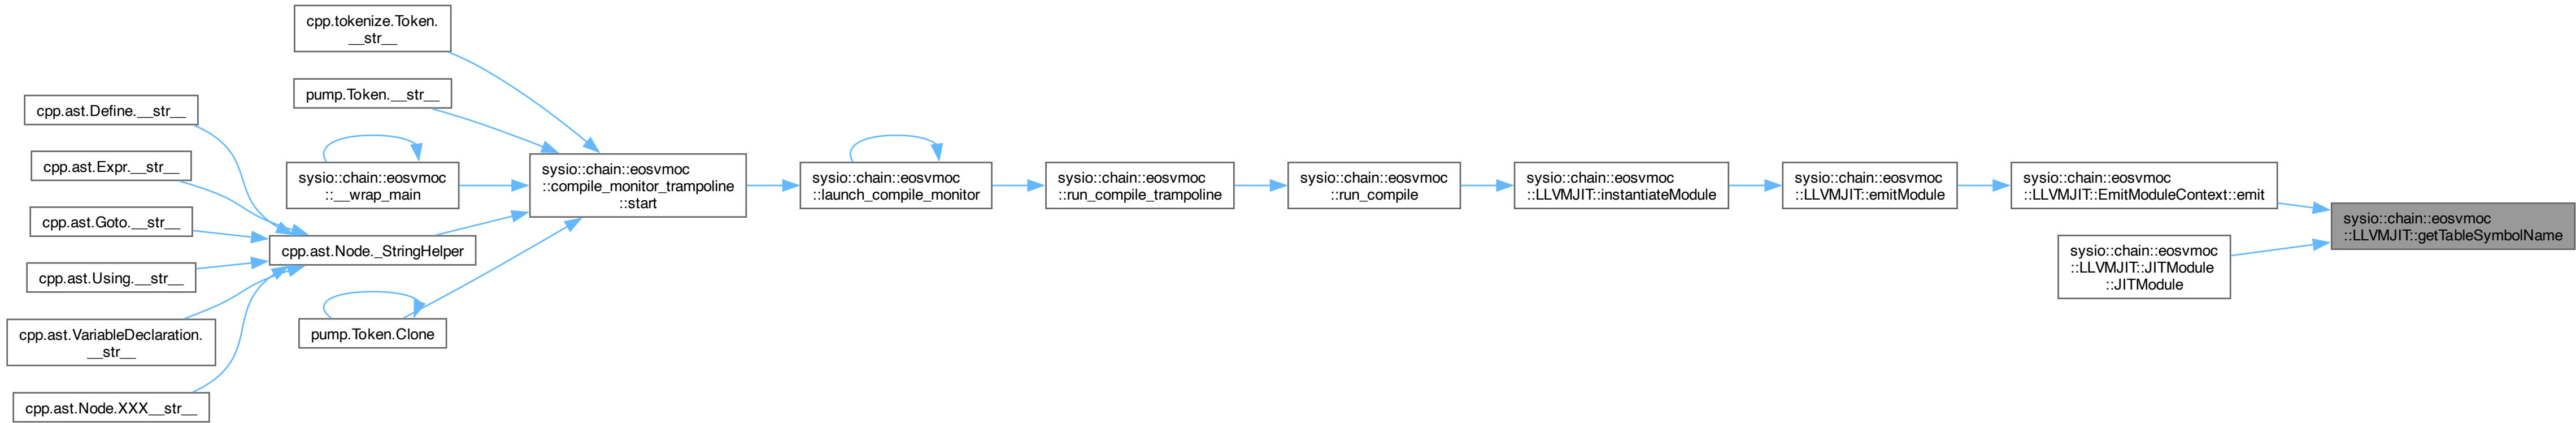 cpp.tokenize.Token.
__str__
pump.Token.__str__
cpp.ast.Define.__str__
cpp.ast.Expr.__str__
cpp.ast.Goto.__str__
cpp.ast.Using.__str__
cpp.ast.VariableDeclaration.
__str__
cpp.ast.Node.XXX__str__
sysio::chain::eosvmoc
::__wrap_main
cpp.ast.Node._StringHelper
pump.Token.Clone
sysio::chain::eosvmoc
::compile_monitor_trampoline
::start
sysio::chain::eosvmoc
::launch_compile_monitor
sysio::chain::eosvmoc
::run_compile_trampoline
sysio::chain::eosvmoc
::run_compile
sysio::chain::eosvmoc
::LLVMJIT::instantiateModule
sysio::chain::eosvmoc
::LLVMJIT::emitModule
sysio::chain::eosvmoc
::LLVMJIT::EmitModuleContext::emit
sysio::chain::eosvmoc
::LLVMJIT::JITModule
::JITModule
sysio::chain::eosvmoc
::LLVMJIT::getTableSymbolName